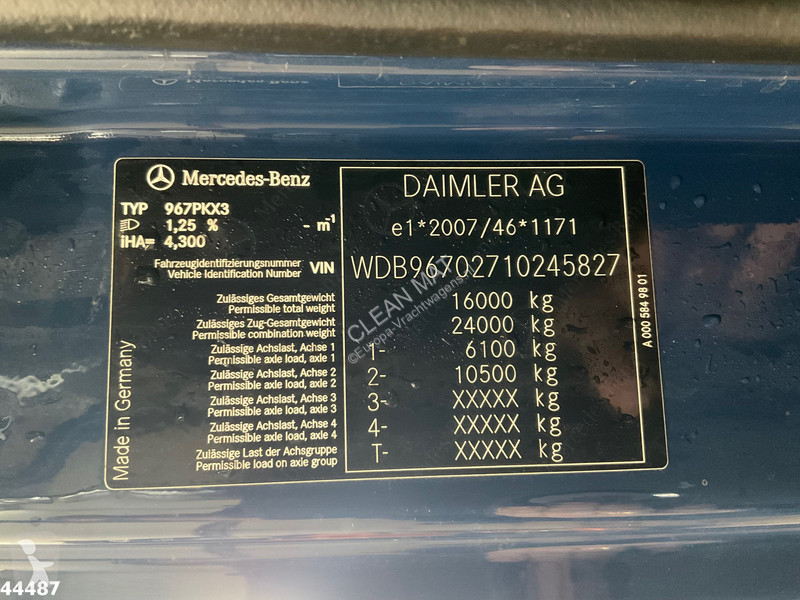 Mercedes-Benz
TYP 967PKX3
1,25 % - m⁻¹
iHA= 4,300
DAIMLER AG
e1*2007/46*1171
Fahrzeugidentifizierungsnummer
Vehicle Identification Number VIN WDB96702710245827
Zulässiges Gesamtgewicht
Permissible total weight 16000 kg
Zulässiges Zug-Gesamtgewicht
Permissible combination weight 24000 kg
Zulässige Achslast, Achse 1
Permissible axle load, axle 1 1- 6100 kg
Zulässige Achslast, Achse 2
Permissible axle load, axle 2 2- 10500 kg
Zulässige Achslast, Achse 3
Permissible axle load, axle 3 3- XXXXX kg
Zulässige Achslast, Achse 4
Permissible axle load, axle 4 4- XXXXX kg
Zulässige Last der Achsgruppe
Permissible load on axle group T- XXXXX kg
Made in Germany
A 000 584 98 01
CLEAN MAT
©Europa-Vrachtwagens.nl
44487